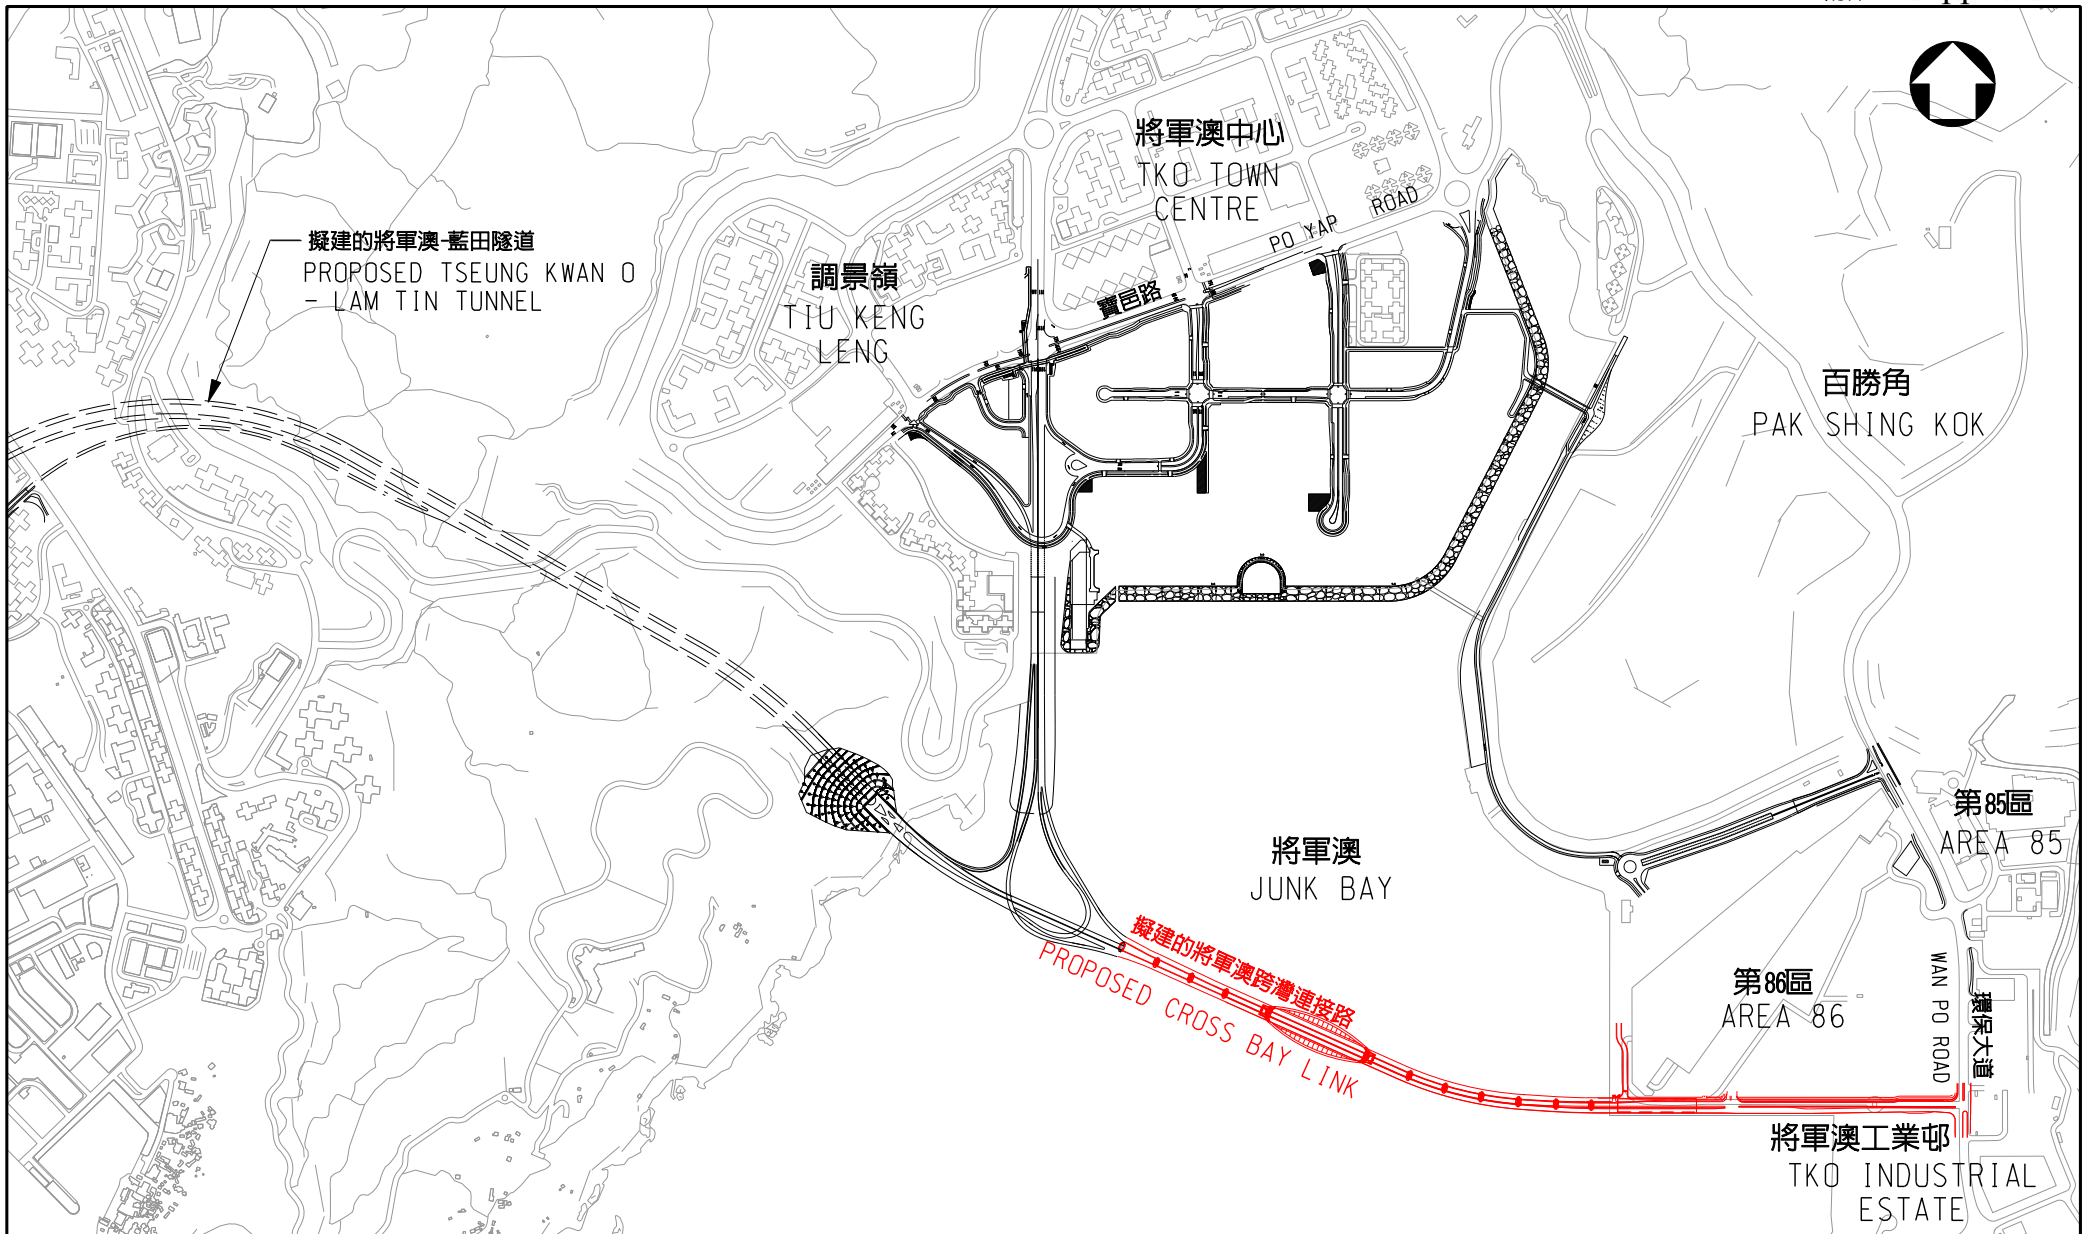 將軍澳中心
TKO TOWN
CENTRE
PO YAP ROAD
寶邑路
擬建的將軍澳-藍田隧道
PROPOSED TSEUNG KWAN O
- LAM TIN TUNNEL
調景嶺
TIU KENG
LENG
百勝角
PAK SHING KOK
第85區
AREA 85
將軍澳
JUNK BAY
擬建的將軍澳跨灣連接路
PROPOSED CROSS BAY LINK
第86區
AREA 86
WAN PO ROAD
環保大道
將軍澳工業邨
TKO INDUSTRIAL
ESTATE